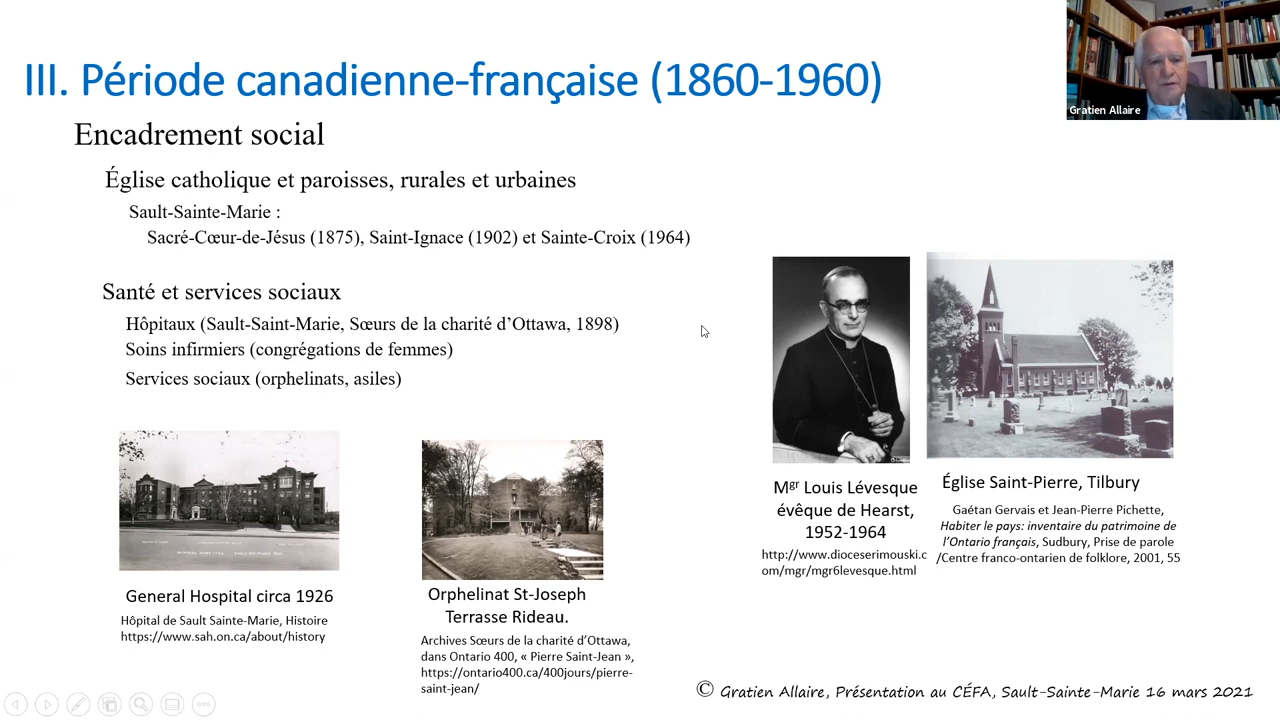 III. Période canadienne-française (1860-1960)
Gratien Allaire
Encadrement social
Église catholique et paroisses, rurales et urbaines
Sault-Sainte-Marie :
Sacré-Cœur-de-Jésus (1875), Saint-Ignace (1902) et Sainte-Croix (1964)
Santé et services sociaux
Hôpitaux (Sault-Saint-Marie, Sœurs de la charité d’Ottawa, 1898)
Soins infirmiers (congrégations de femmes)
Services sociaux (orphelinats, asiles)
General Hospital circa 1926
Hôpital de Sault Sainte-Marie, Histoire
https://www.sah.on.ca/about/history
Orphelinat St-Joseph
Terrasse Rideau.
Archives Sœurs de la charité d’Ottawa,
dans Ontario 400, « Pierre Saint-Jean »,
https://ontario400.ca/400jours/pierre-
saint-jean/
Mgr Louis Lévesque
évêque de Hearst,
1952-1964
http://www.dioceserimouski.c
om/mgr/mgr6levesque.html
Église Saint-Pierre, Tilbury
Gaétan Gervais et Jean-Pierre Pichette,
Habiter le pays: inventaire du patrimoine de
l’Ontario français, Sudbury, Prise de parole
/Centre franco-ontarien de folklore, 2001, 55
© Gratien Allaire, Présentation au CÉFA, Sault-Sainte-Marie 16 mars 2021